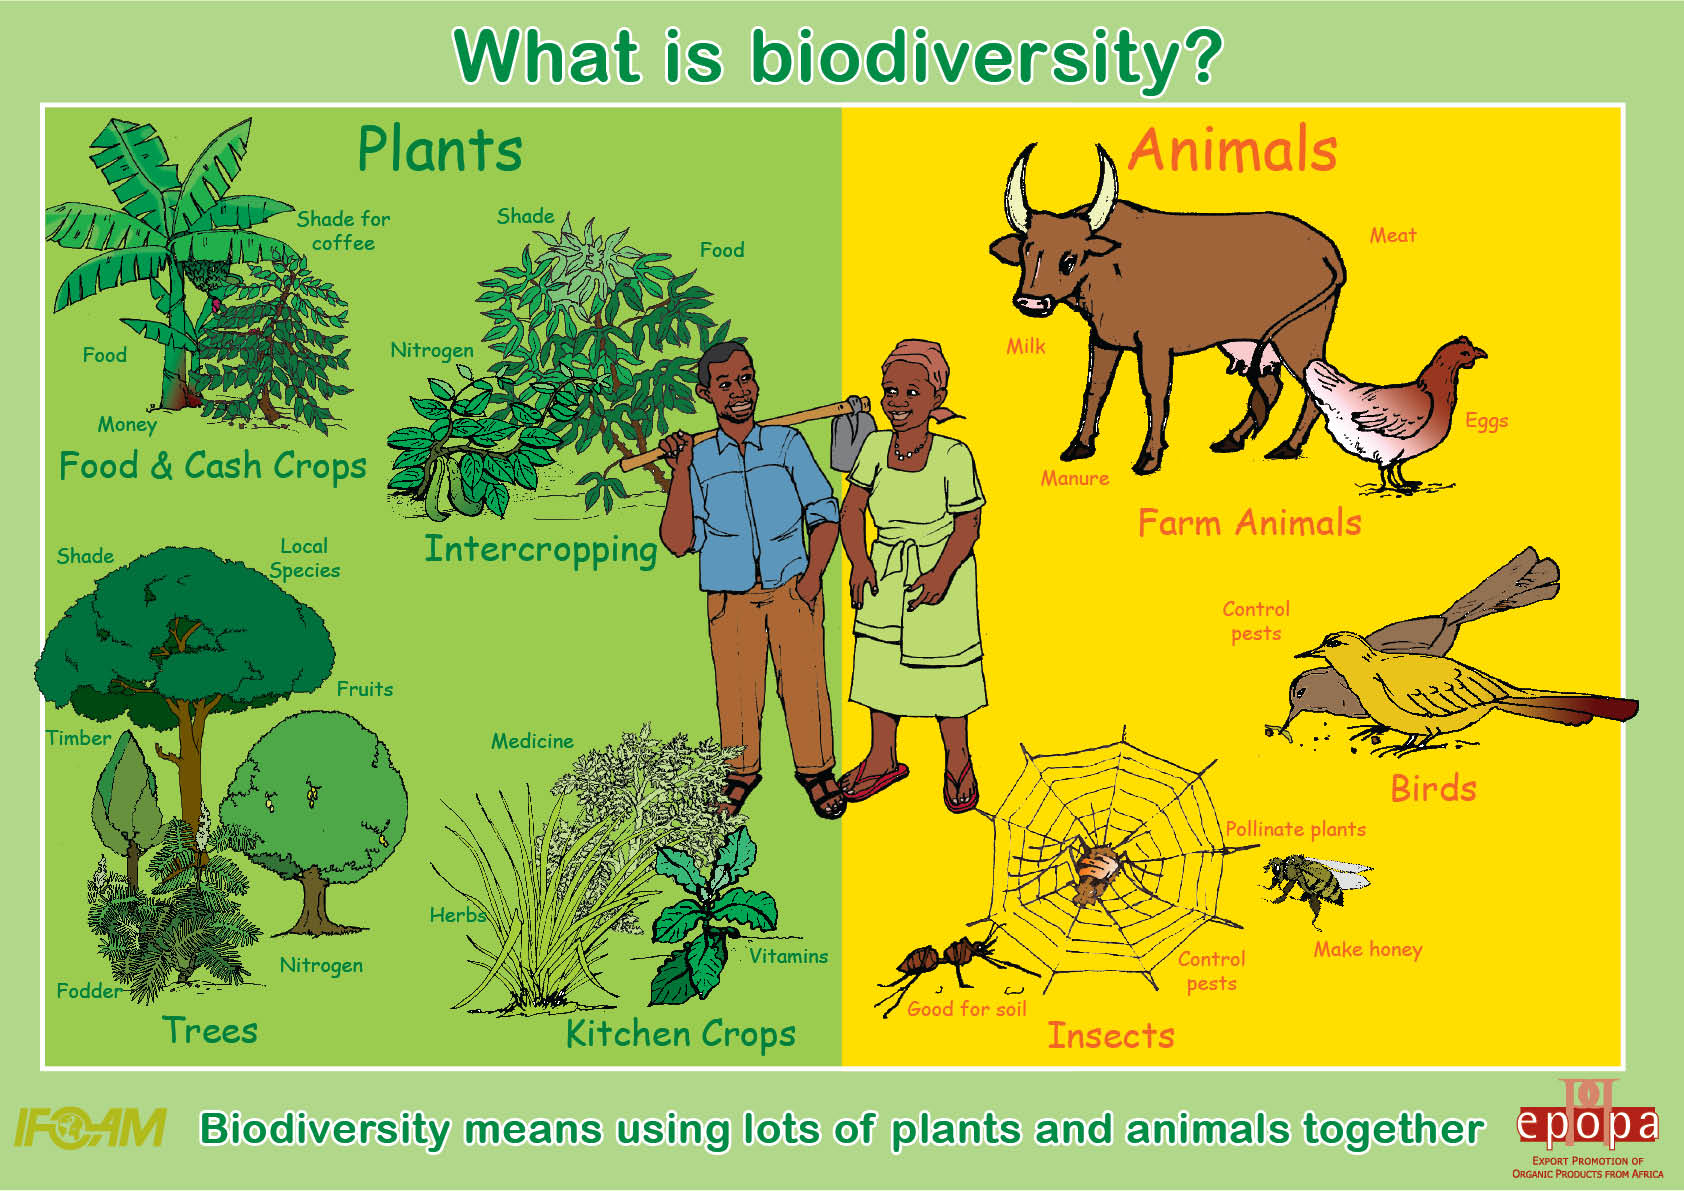 What is biodiversity?
Plants
Shade for
coffee
Food
Money
Food & Cash Crops
Shade
Food
Nitrogen
Intercropping
Shade
Local
Species
Fruits
Timber
Fodder
Nitrogen
Trees
Medicine
Herbs
Vitamins
Kitchen Crops
Animals
Meat
Milk
Eggs
Manure
Farm Animals
Control
pests
Birds
Pollinate plants
Make honey
Control
pests
Good for soil
Insects
IFOAM
Biodiversity means using lots of plants and animals together
epopa
EXPORT PROMOTION OF
ORGANIC PRODUCTS FROM AFRICA